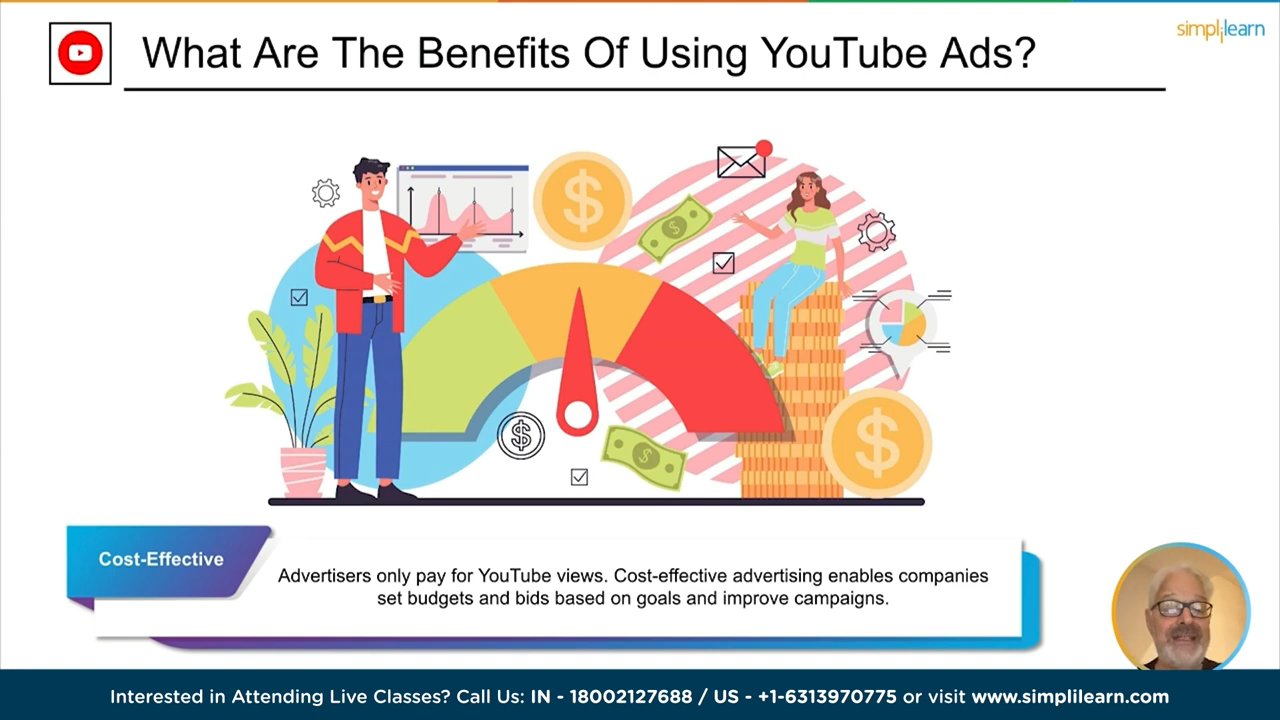 What Are The Benefits Of Using YouTube Ads?
simplilearn
Cost-Effective
Advertisers only pay for YouTube views. Cost-effective advertising enables companies
set budgets and bids based on goals and improve campaigns.
Interested in Attending Live Classes? Call Us: IN - 18002127688 / US - +1-6313970775 or visit www.simplilearn.com